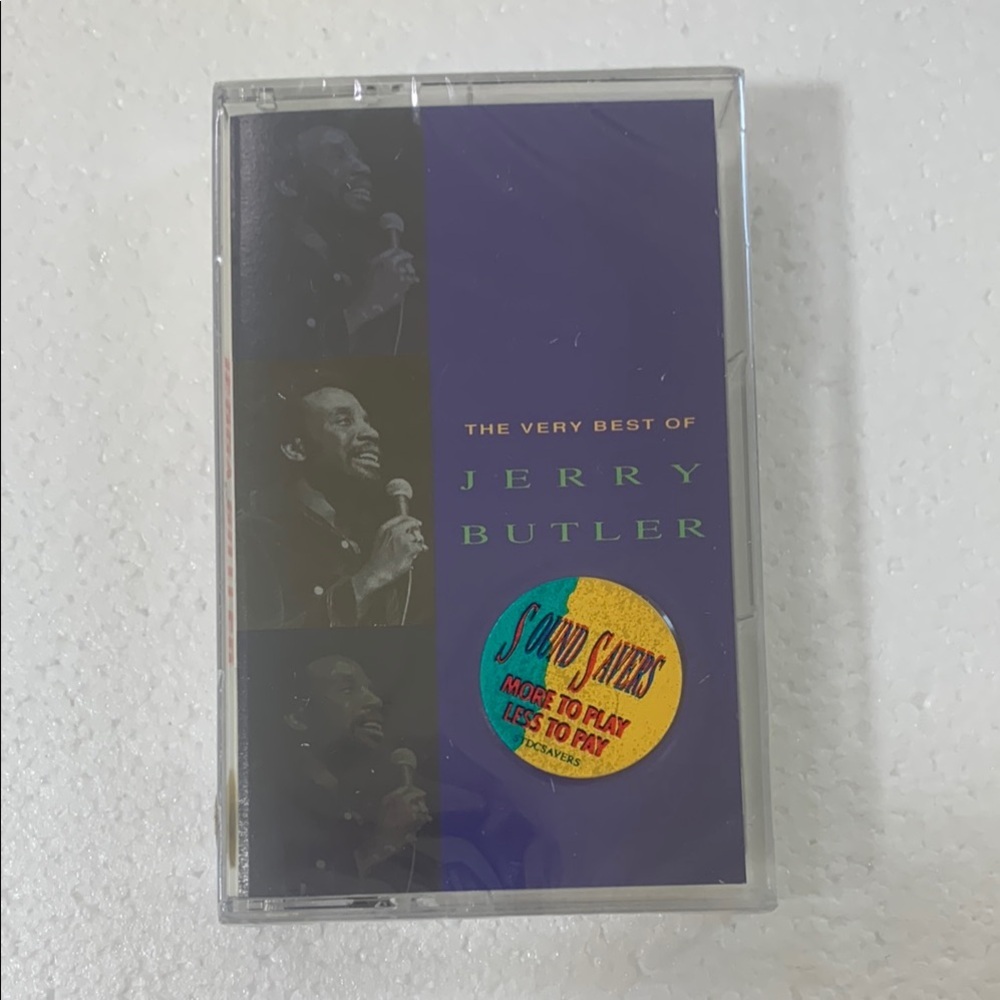 THE VERY BEST OF
JERRY
BUTLER
SOUND SAVERS
MORE TO PLAY
LESS TO PAY